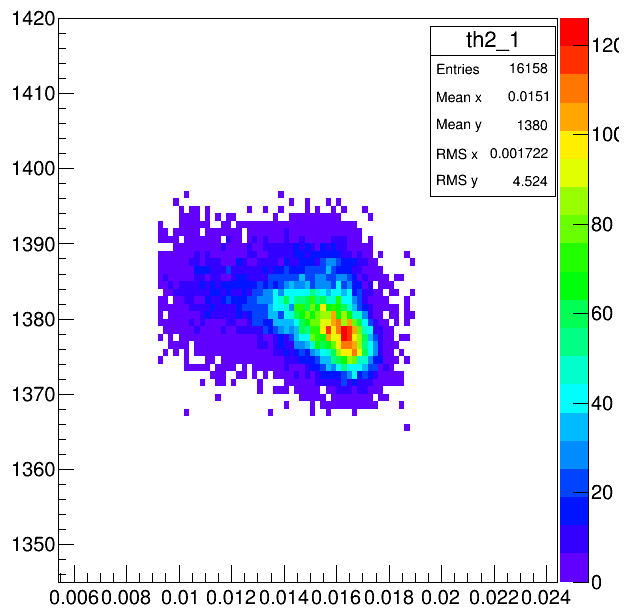 1420
1410
1400
1390
1380
1370
1360
1350
th2_1
Entries 16158
Mean x 0.0151
Mean y 1380
RMS x 0.001722
RMS y 4.524
120
100
80
60
40
20
0
0.006 0.008 0.01 0.012 0.014 0.016 0.018 0.02 0.022 0.024